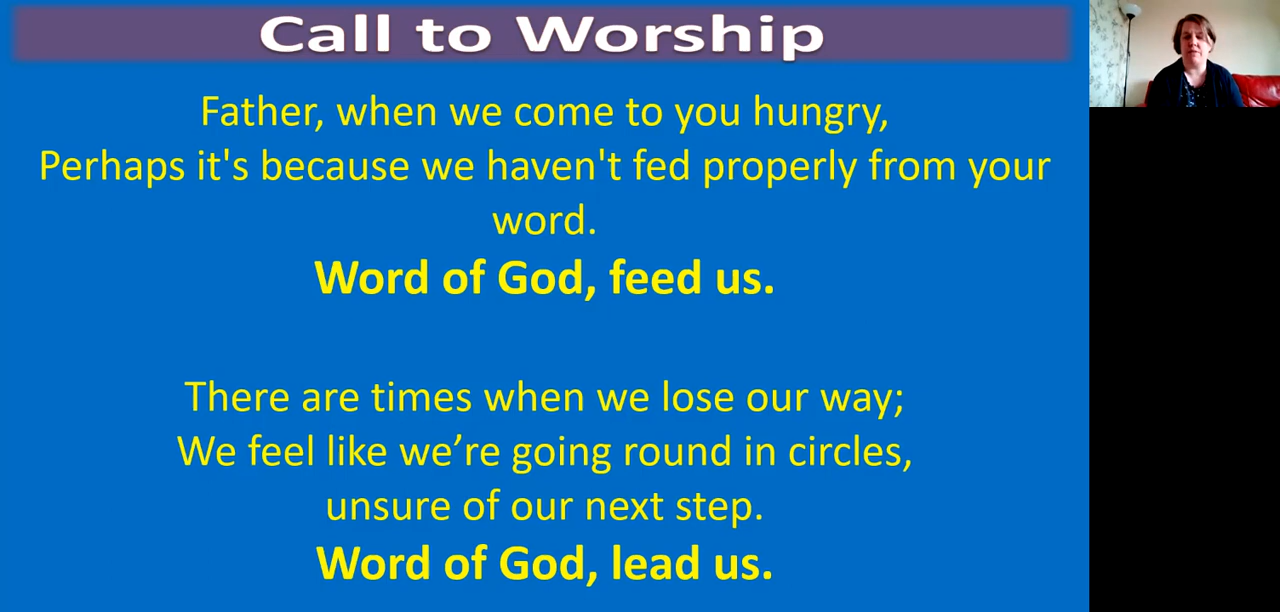 Call to Worship
Father, when we come to you hungry,
Perhaps it's because we haven't fed properly from your
word.
Word of God, feed us.
There are times when we lose our way;
We feel like we’re going round in circles,
unsure of our next step.
Word of God, lead us.